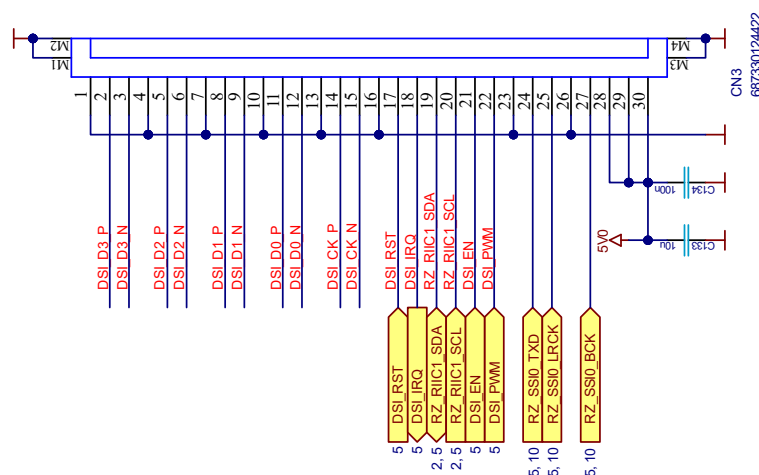 M2
M1
M4
M3
CN3
687330124422
1
2
3
4
5
6
7
8
9
10
11
12
13
14
15
16
17
18
19
20
21
22
23
24
25
26
27
28
29
30
DSI_D3_P
DSI_D3_N
DSI_D2_P
DSI_D2_N
DSI_D1_P
DSI_D1_N
DSI_D0_P
DSI_D0_N
DSI_CK_P
DSI_CK_N
DSI_RST
DSI_IRQ
RZ_RIIC1_SDA
RZ_RIIC1_SCL
DSI_EN
DSI_PWM
C134
100n
C133
10u
5V0
DSI_RST
DSI_IRQ
RZ_RIIC1_SDA
RZ_RIIC1_SCL
DSI_EN
DSI_PWM
RZ_SSI0_TXD
RZ_SSI0_LRCK
RZ_SSI0_BCK
5
5
2, 5
2, 5
5
5
5, 10
5, 10
5, 10